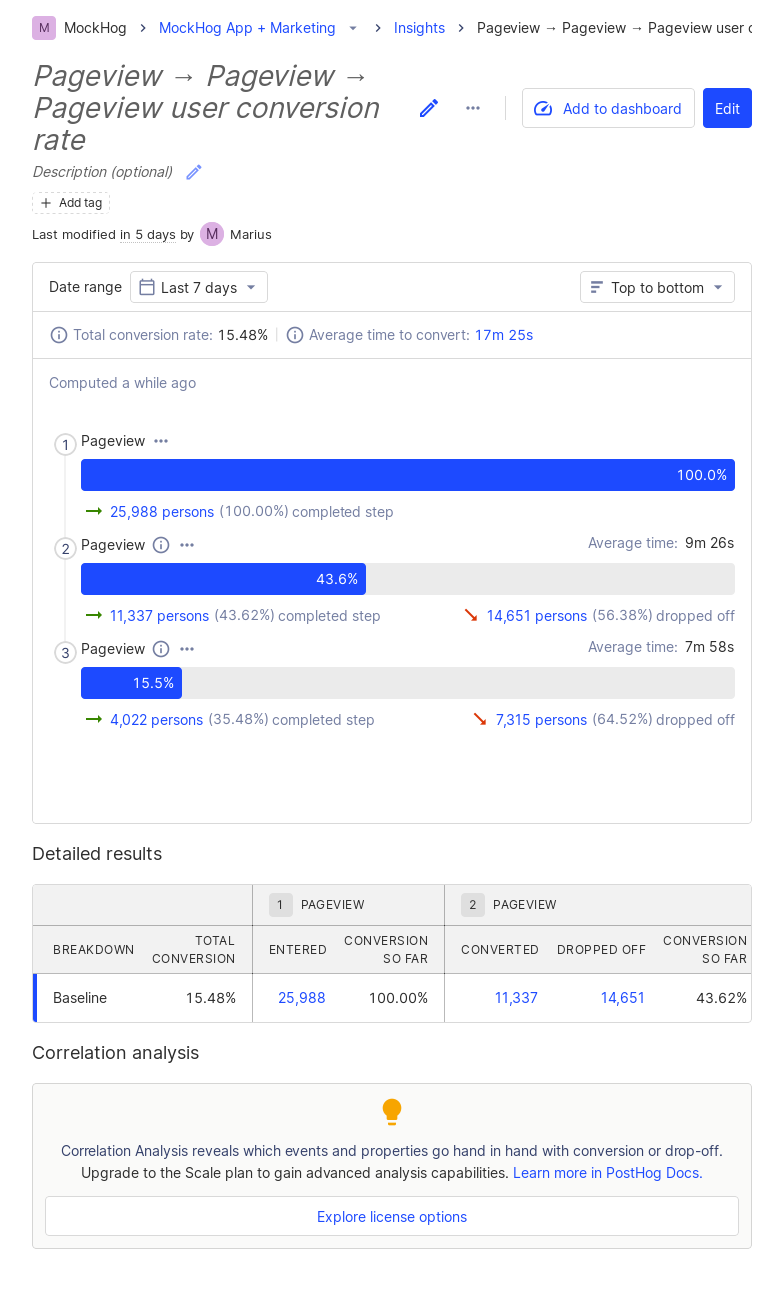 M MockHog > MockHog App + Marketing > Insights > Pageview → Pageview → Pageview user c
Pageview → Pageview →
Pageview user conversion
rate
Add to dashboard Edit
Description (optional)
+ Add tag
Last modified in 5 days by M Marius
Date range Last 7 days Top to bottom
Total conversion rate: 15.48% Average time to convert: 17m 25s
Computed a while ago
1 Pageview
100.0%
25,988 persons (100.00%) completed step
2 Pageview Average time: 9m 26s
43.6%
11,337 persons (43.62%) completed step 14,651 persons (56.38%) dropped off
3 Pageview Average time: 7m 58s
15.5%
4,022 persons (35.48%) completed step 7,315 persons (64.52%) dropped off
Detailed results
1 PAGEVIEW 2 PAGEVIEW
BREAKDOWN TOTAL CONVERSION ENTERED CONVERSION SO FAR CONVERTED DROPPED OFF CONVERSION SO FAR
Baseline 15.48% 25,988 100.00% 11,337 14,651 43.62%
Correlation analysis
Correlation Analysis reveals which events and properties go hand in hand with conversion or drop-off.
Upgrade to the Scale plan to gain advanced analysis capabilities. Learn more in PostHog Docs.
Explore license options